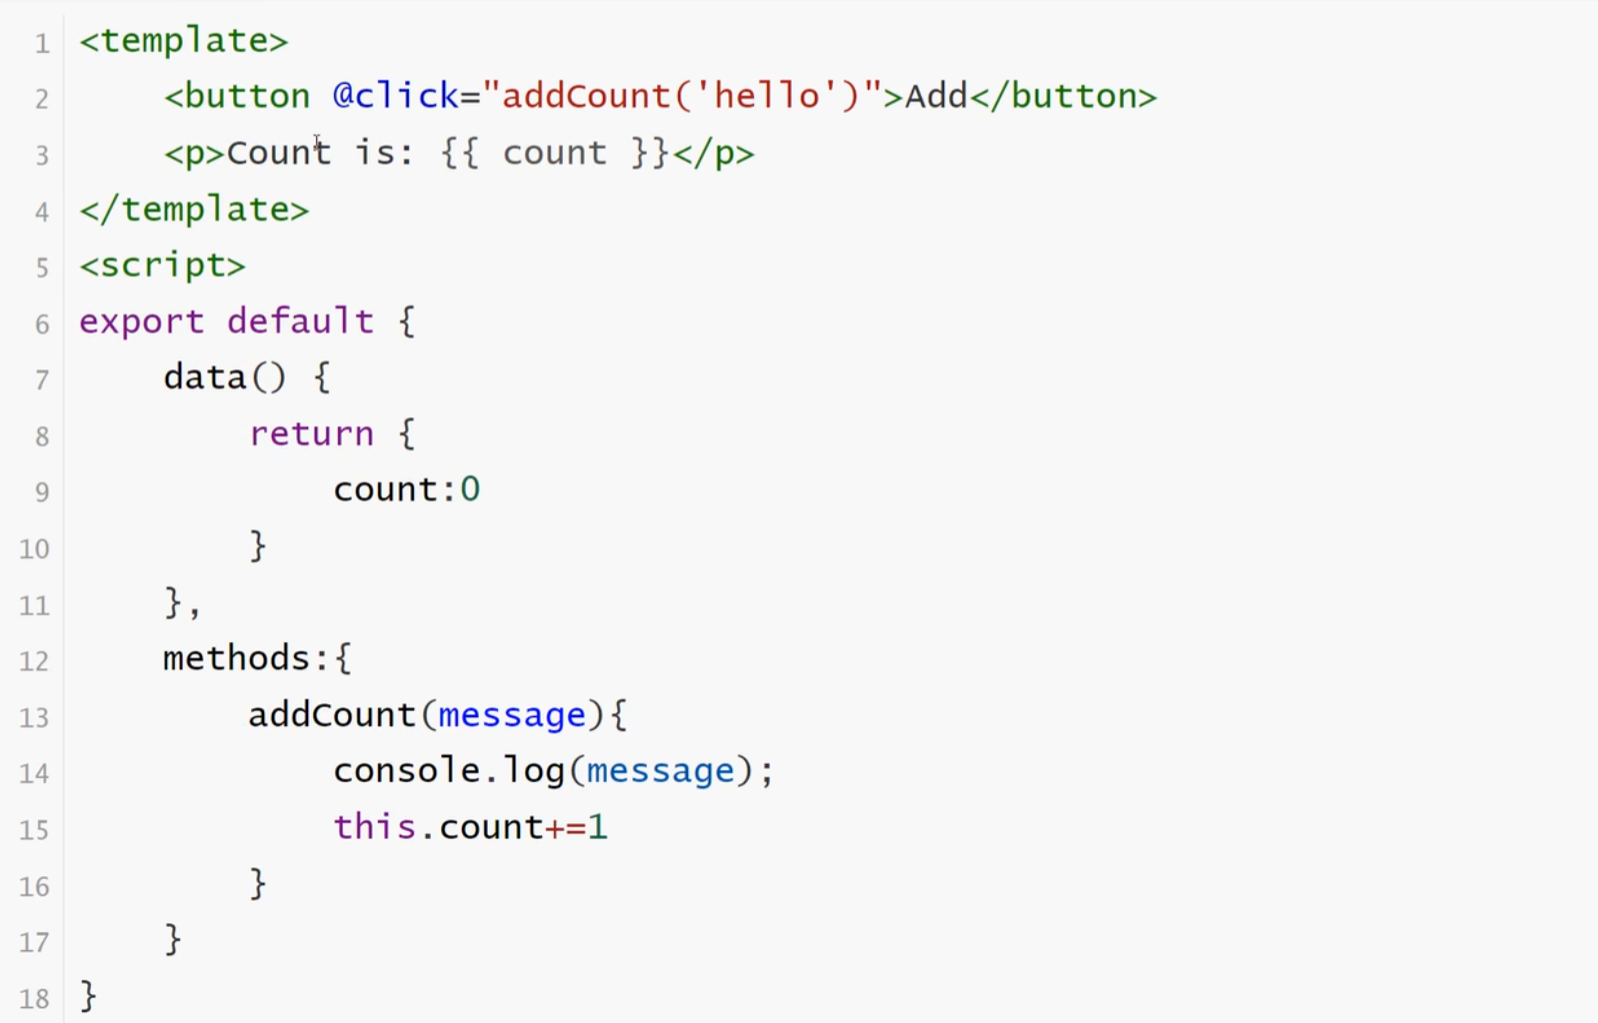 1 <template>
2     <button @click="addCount('hello')">Add</button>
3     <p>Count is: {{ count }}</p>
4 </template>
5 <script>
6 export default {
7     data() {
8         return {
9             count:0
10         }
11     },
12     methods:{
13         addCount(message){
14             console.log(message);
15             this.count+=1
16         }
17     }
18 }